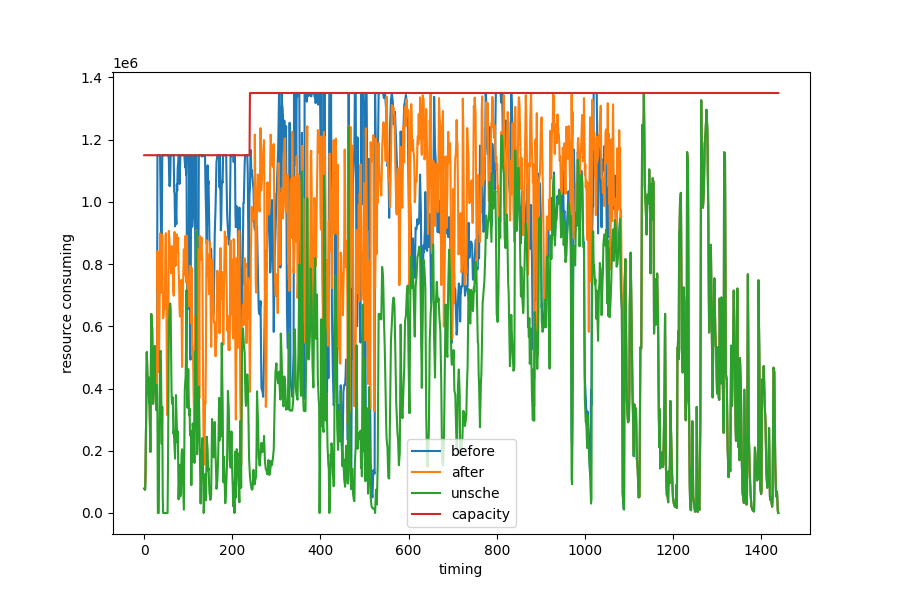 1e6
1.4
1.2
1.0
0.8
0.6
0.4
0.2
0.0
resource consuming
0 200 400 600 800 1000 1200 1400
timing
before
after
unsche
capacity